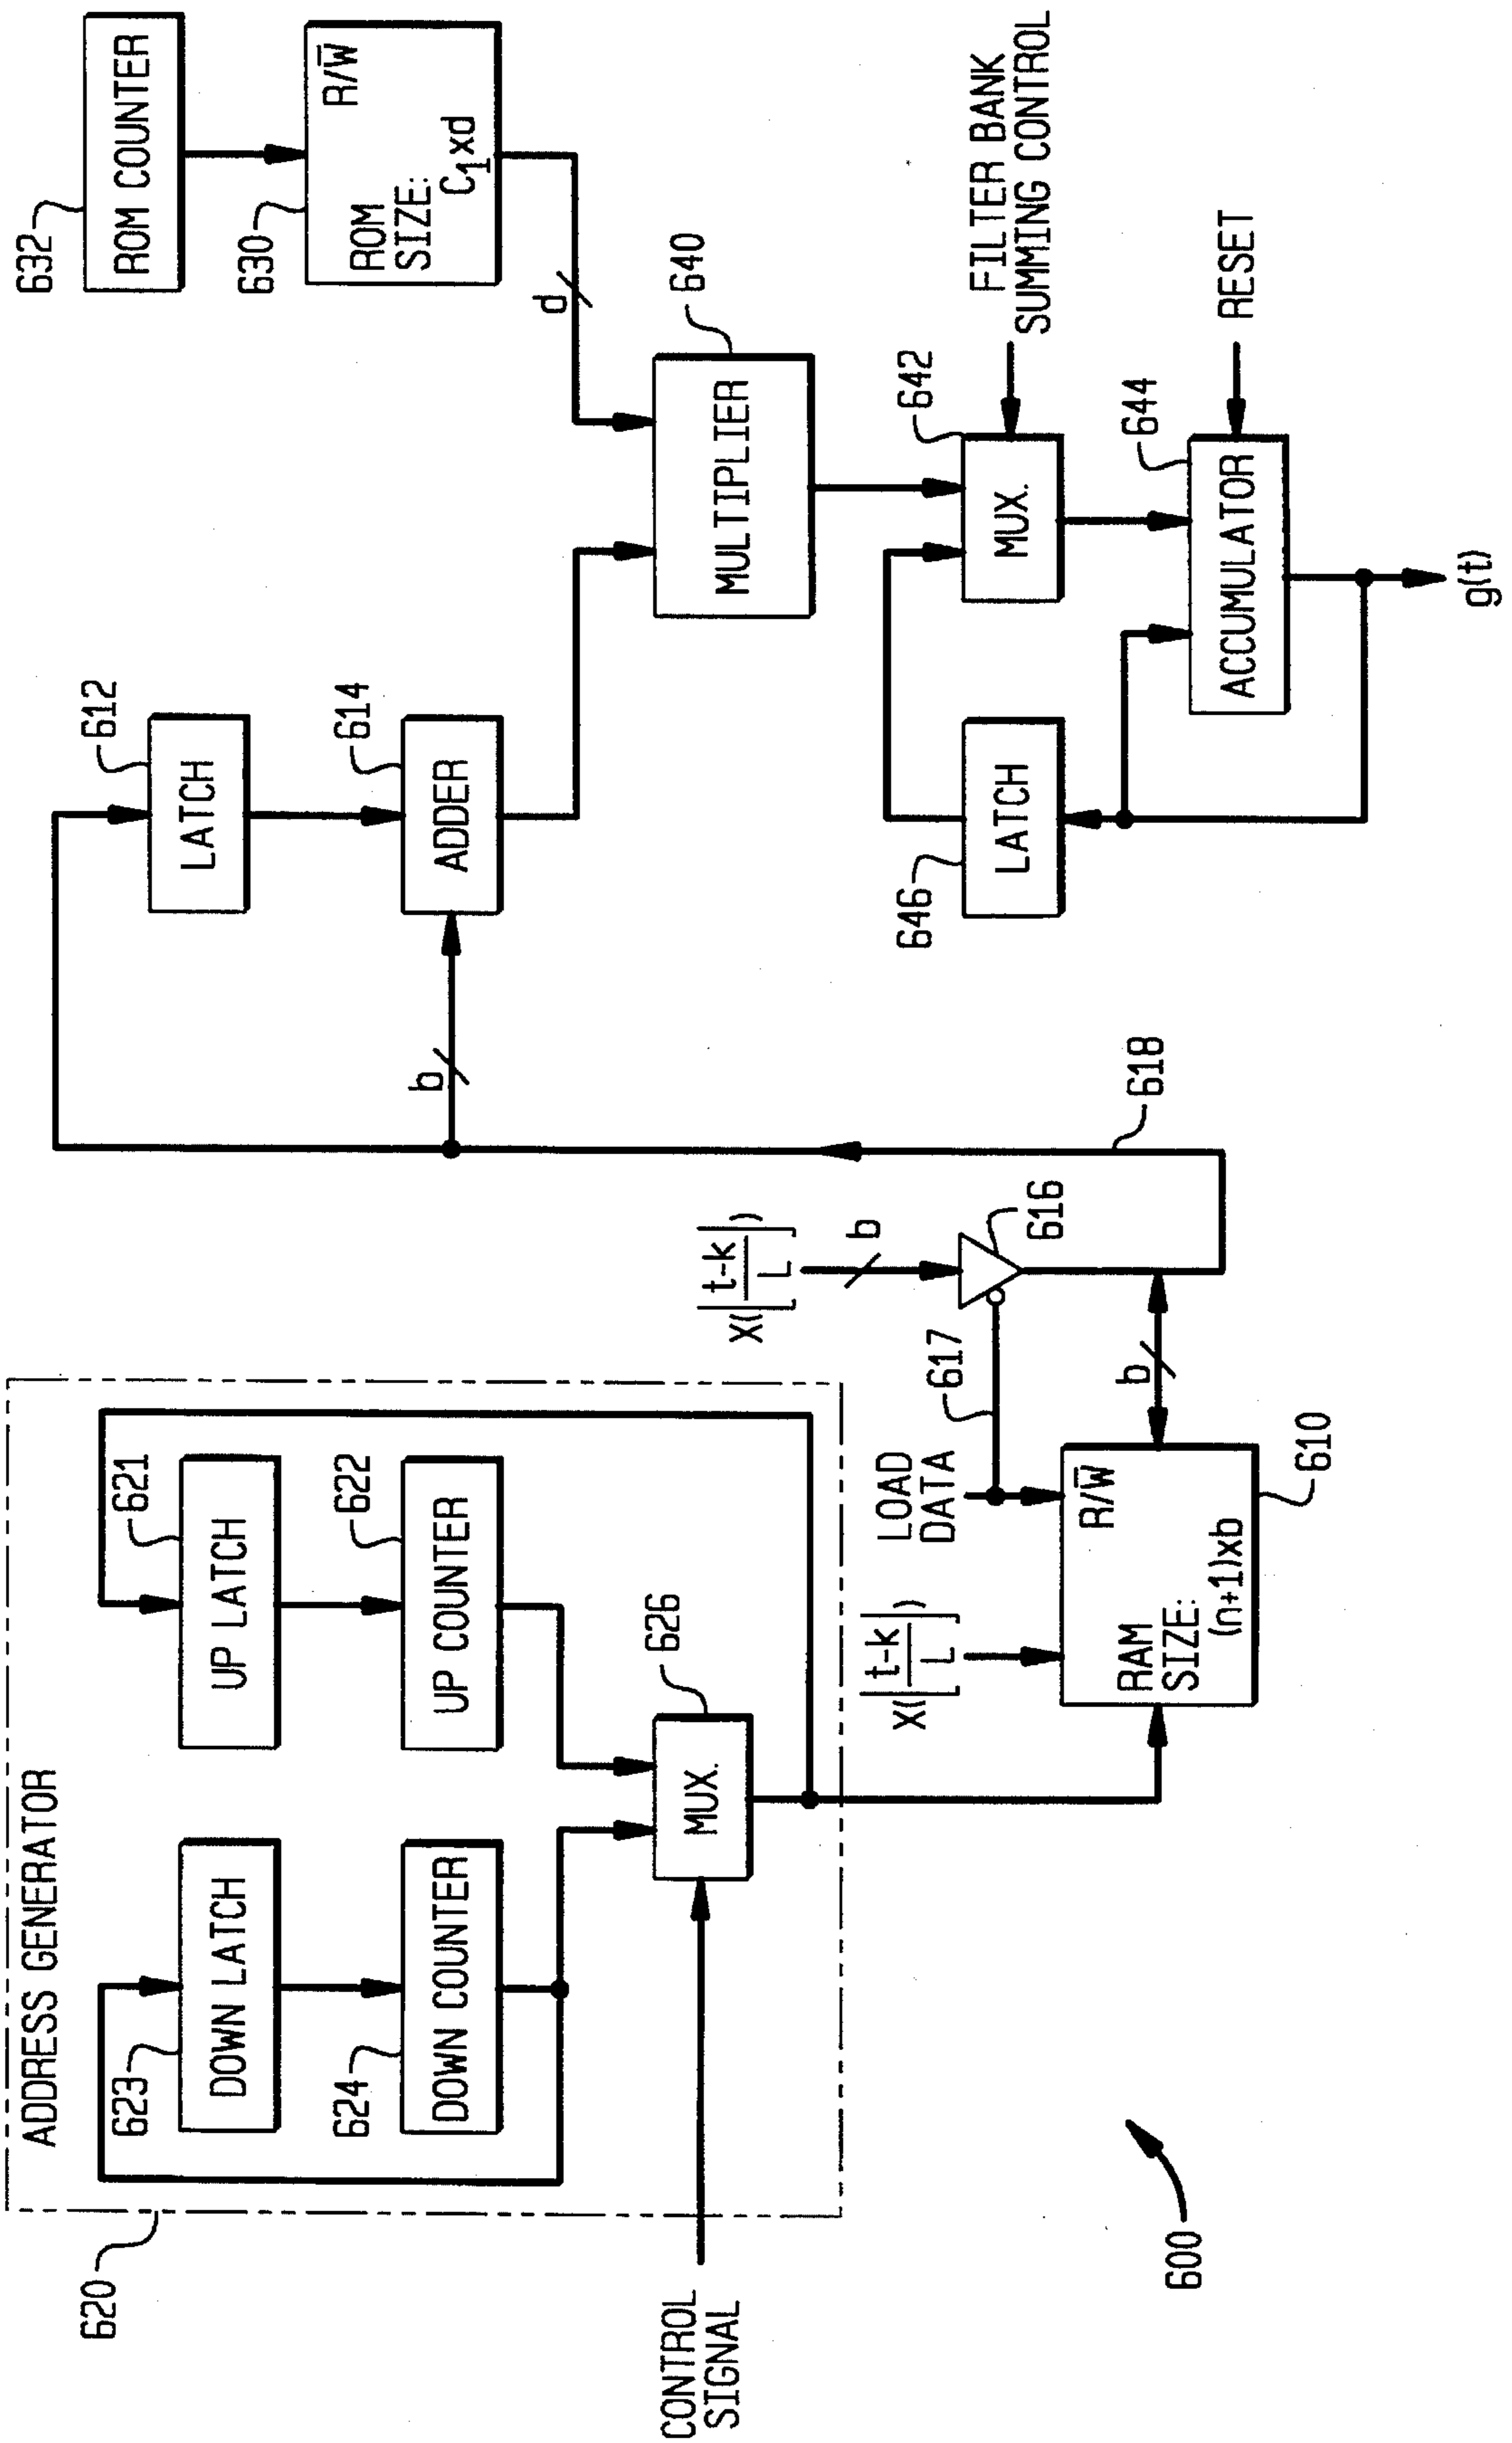 620
ADDRESS GENERATOR
623
DOWN LATCH
621
UP LATCH
624
DOWN COUNTER
622
UP COUNTER
CONTROL
SIGNAL
MUX.
626
X(⌊t-k
L⌋)
LOAD
DATA
617
X(⌊t-k
L⌋)
b
616
RAM
SIZE:
(n+1)xb
R/W̅
610
b
618
b
612
LATCH
614
ADDER
632
ROM COUNTER
630
ROM
SIZE:
C₁xd
R/W̅
d
MULTIPLIER
640
646
LATCH
MUX.
642
FILTER BANK
SUMMING CONTROL
ACCUMULATOR
644
RESET
g(t)
600